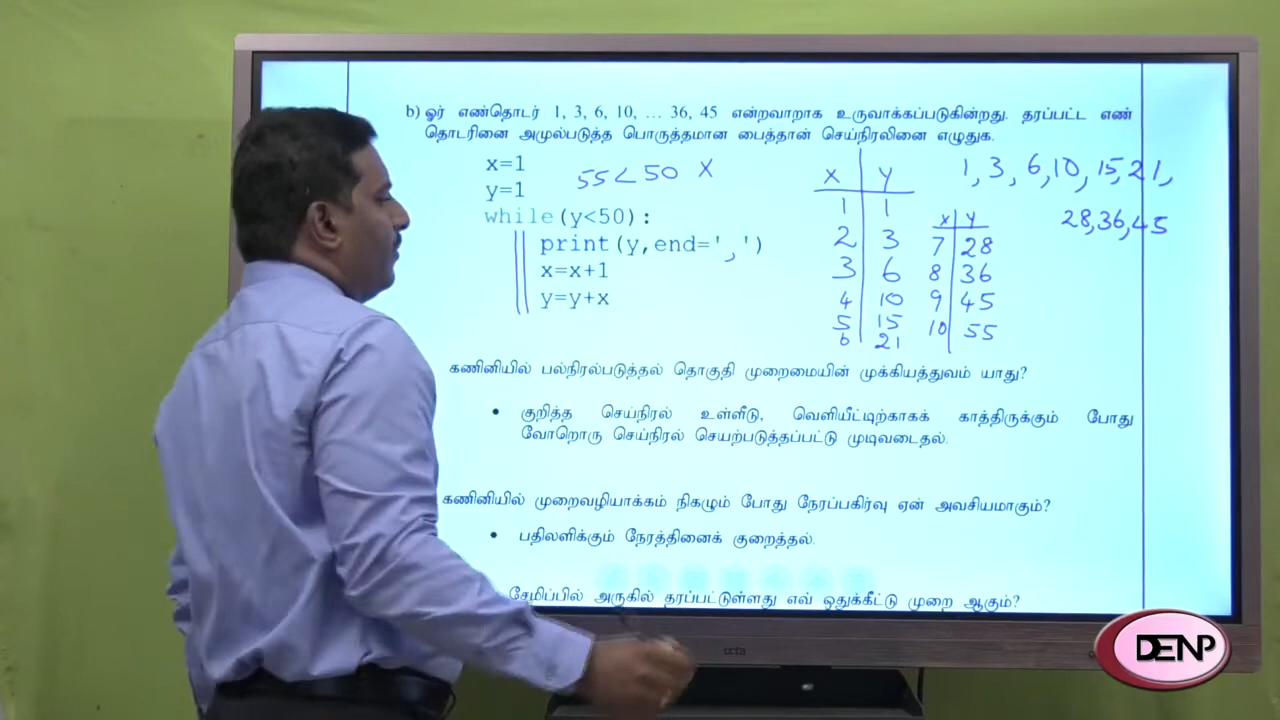 b) ஓர் எண்தொடர் 1, 3, 6, 10, ... 36, 45 என்றவாறாக உருவாக்கப்படுகின்றது. தரப்பட்ட எண்
தொடரினை அமுல்படுத்த பொருத்தமான பைத்தான் செய்நிரலினை எழுதுக.
x=1
y=1
while(y<50):
print(y,end=',')
x=x+1
y=y+x
55<50 X
x y
1 1
2 3
3 6
4 10
5 15
6 21
x y
7 28
8 36
9 45
10 55
1, 3, 6, 10, 15, 21,
28, 36, 45
கணினியில் பல்நிரல்படுத்தல் தொகுதி முறைமையின் முக்கியத்துவம் யாது?
• குறித்த செய்நிரல் உள்ளீடு, வெளியீட்டிற்காகக் காத்திருக்கும் போது
வேறொரு செய்நிரல் செயற்படுத்தப்பட்டு முடிவடைதல்.
கணினியில் முறைவழியாக்கம் நிகழும் போது நேரப்பகிர்வு ஏன் அவசியமாகும்?
• பதிலளிக்கும் நேரத்தினைக் குறைத்தல்.
சேமிப்பில் அருகில் தரப்பட்டுள்ளது எவ் ஒதுக்கீட்டு முறை ஆகும்?
DENP